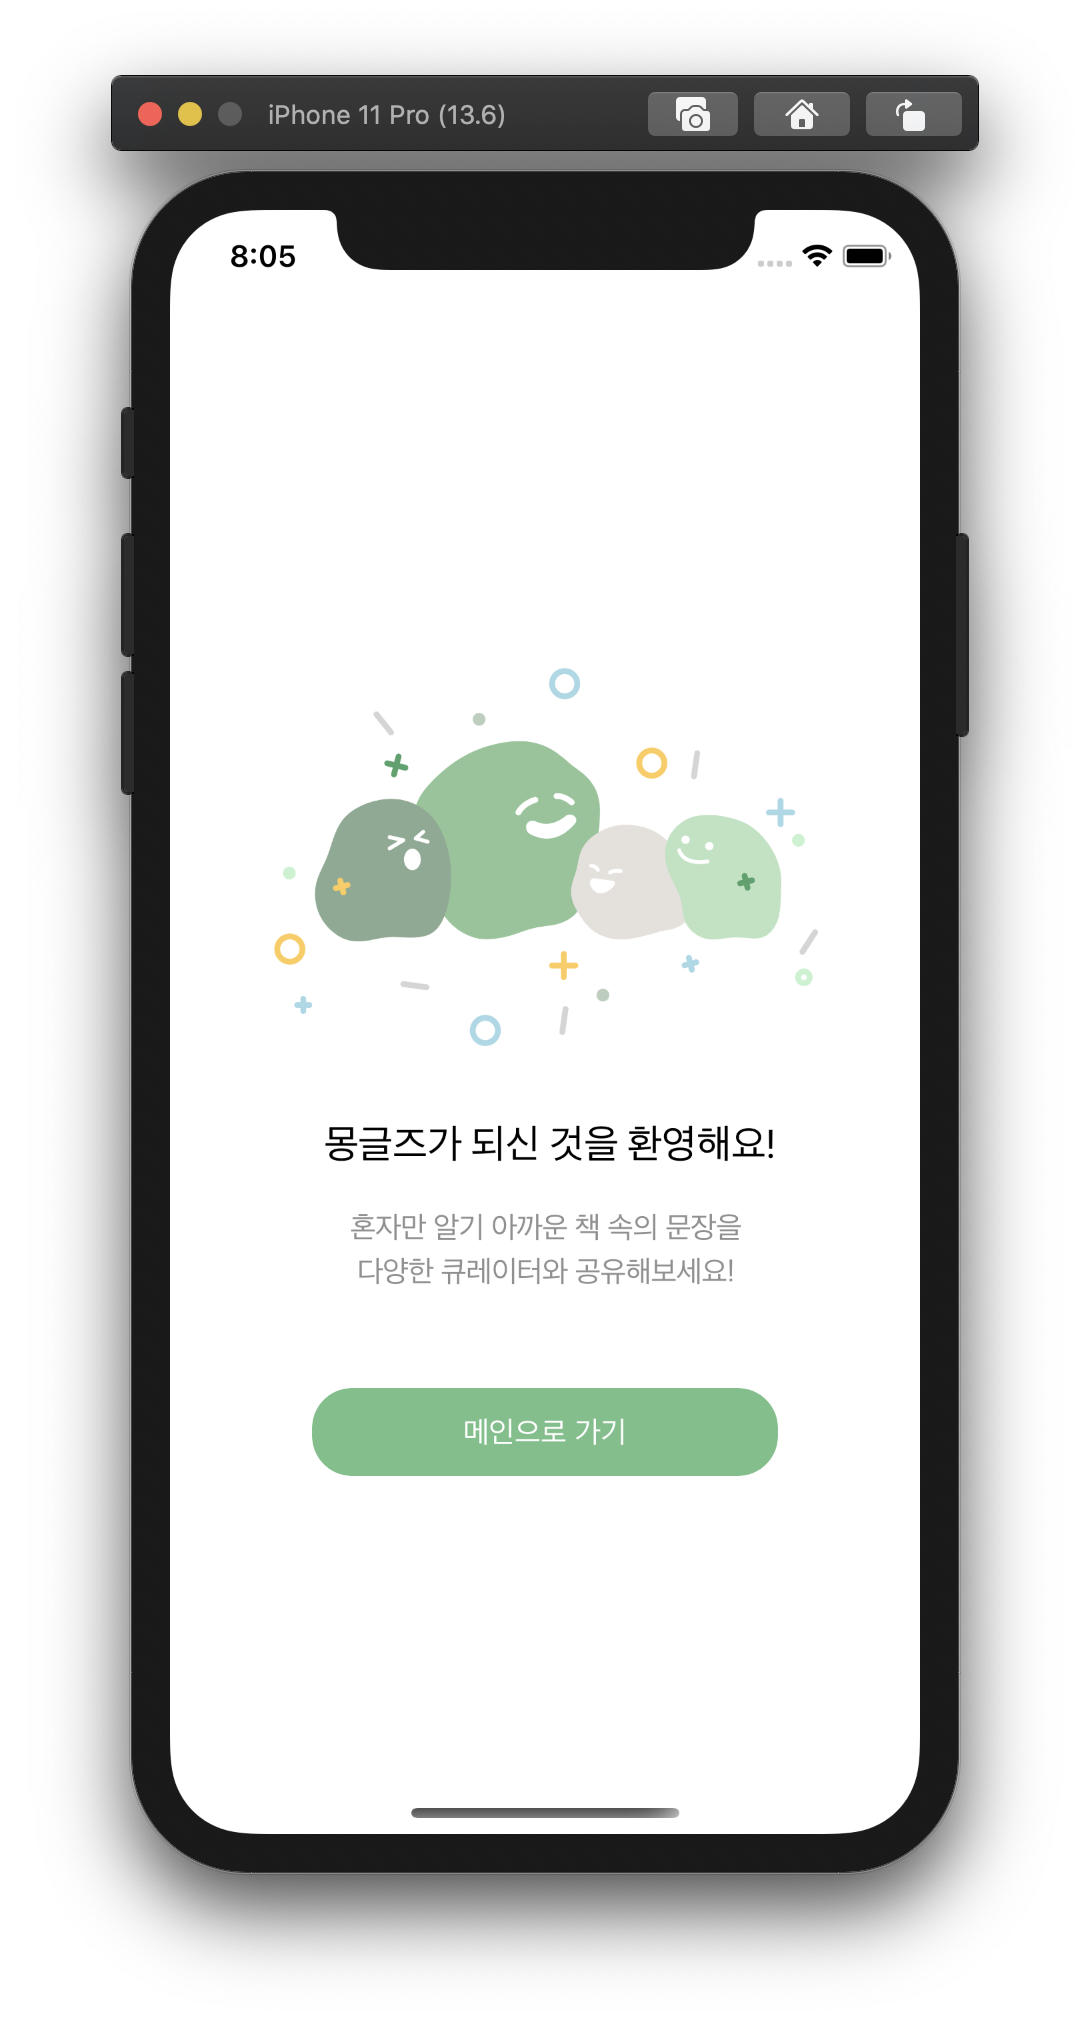 iPhone 11 Pro (13.6)
8:05
몽글즈가 되신 것을 환영해요!
혼자만 알기 아까운 책 속의 문장을
다양한 큐레이터와 공유해보세요!
메인으로 가기